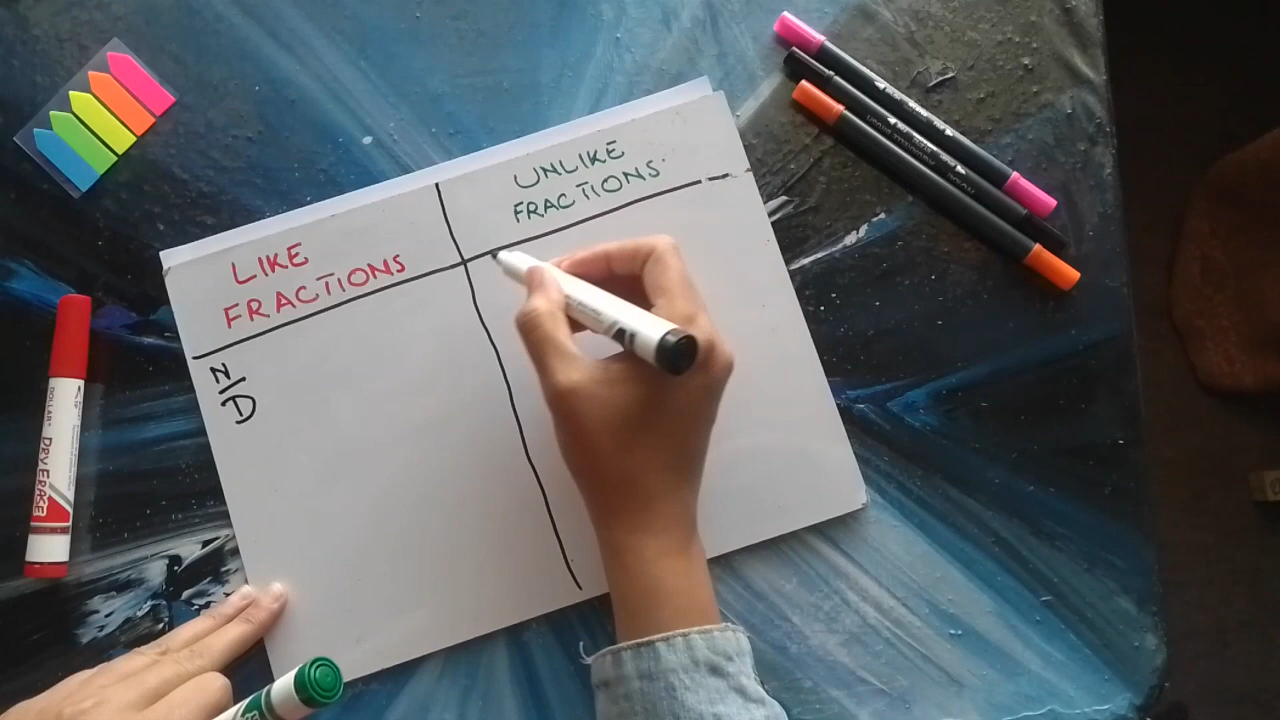 LIKE
FRACTIONS
UNLIKE
FRACTIONS
N
D
DOLLAR
DRY ERASE